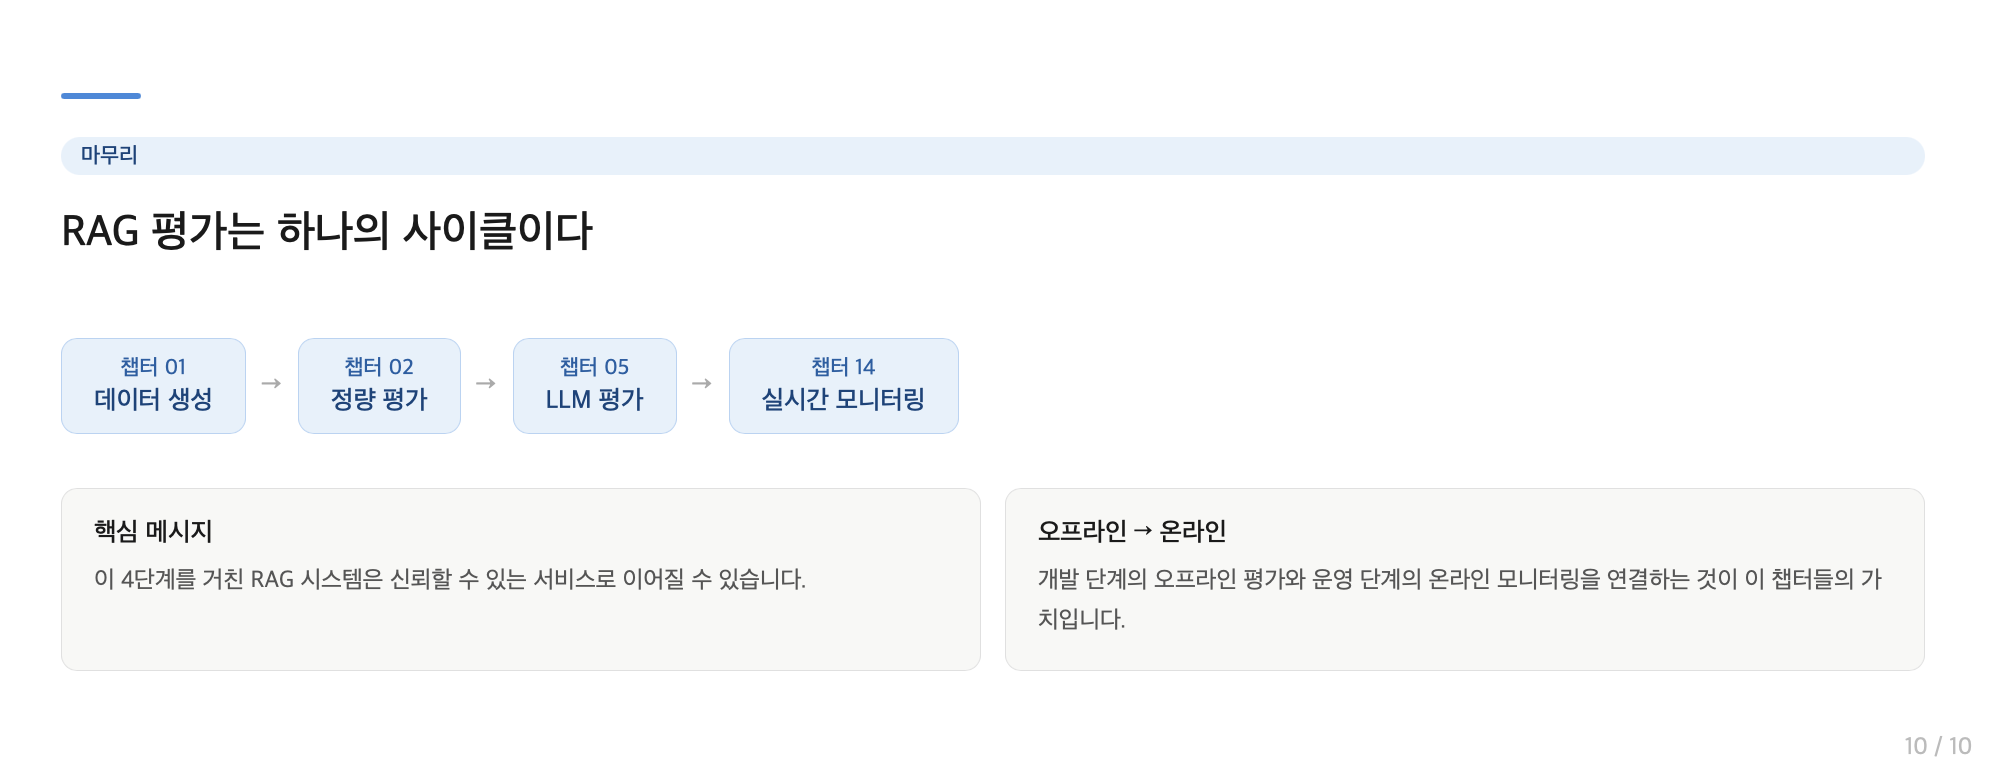 마무리
RAG 평가는 하나의 사이클이다
챕터 01
데이터 생성
→
챕터 02
정량 평가
→
챕터 05
LLM 평가
→
챕터 14
실시간 모니터링
핵심 메시지
이 4단계를 거친 RAG 시스템은 신뢰할 수 있는 서비스로 이어질 수 있습니다.
오프라인 → 온라인
개발 단계의 오프라인 평가와 운영 단계의 온라인 모니터링을 연결하는 것이 이 챕터들의 가
치입니다.
10 / 10